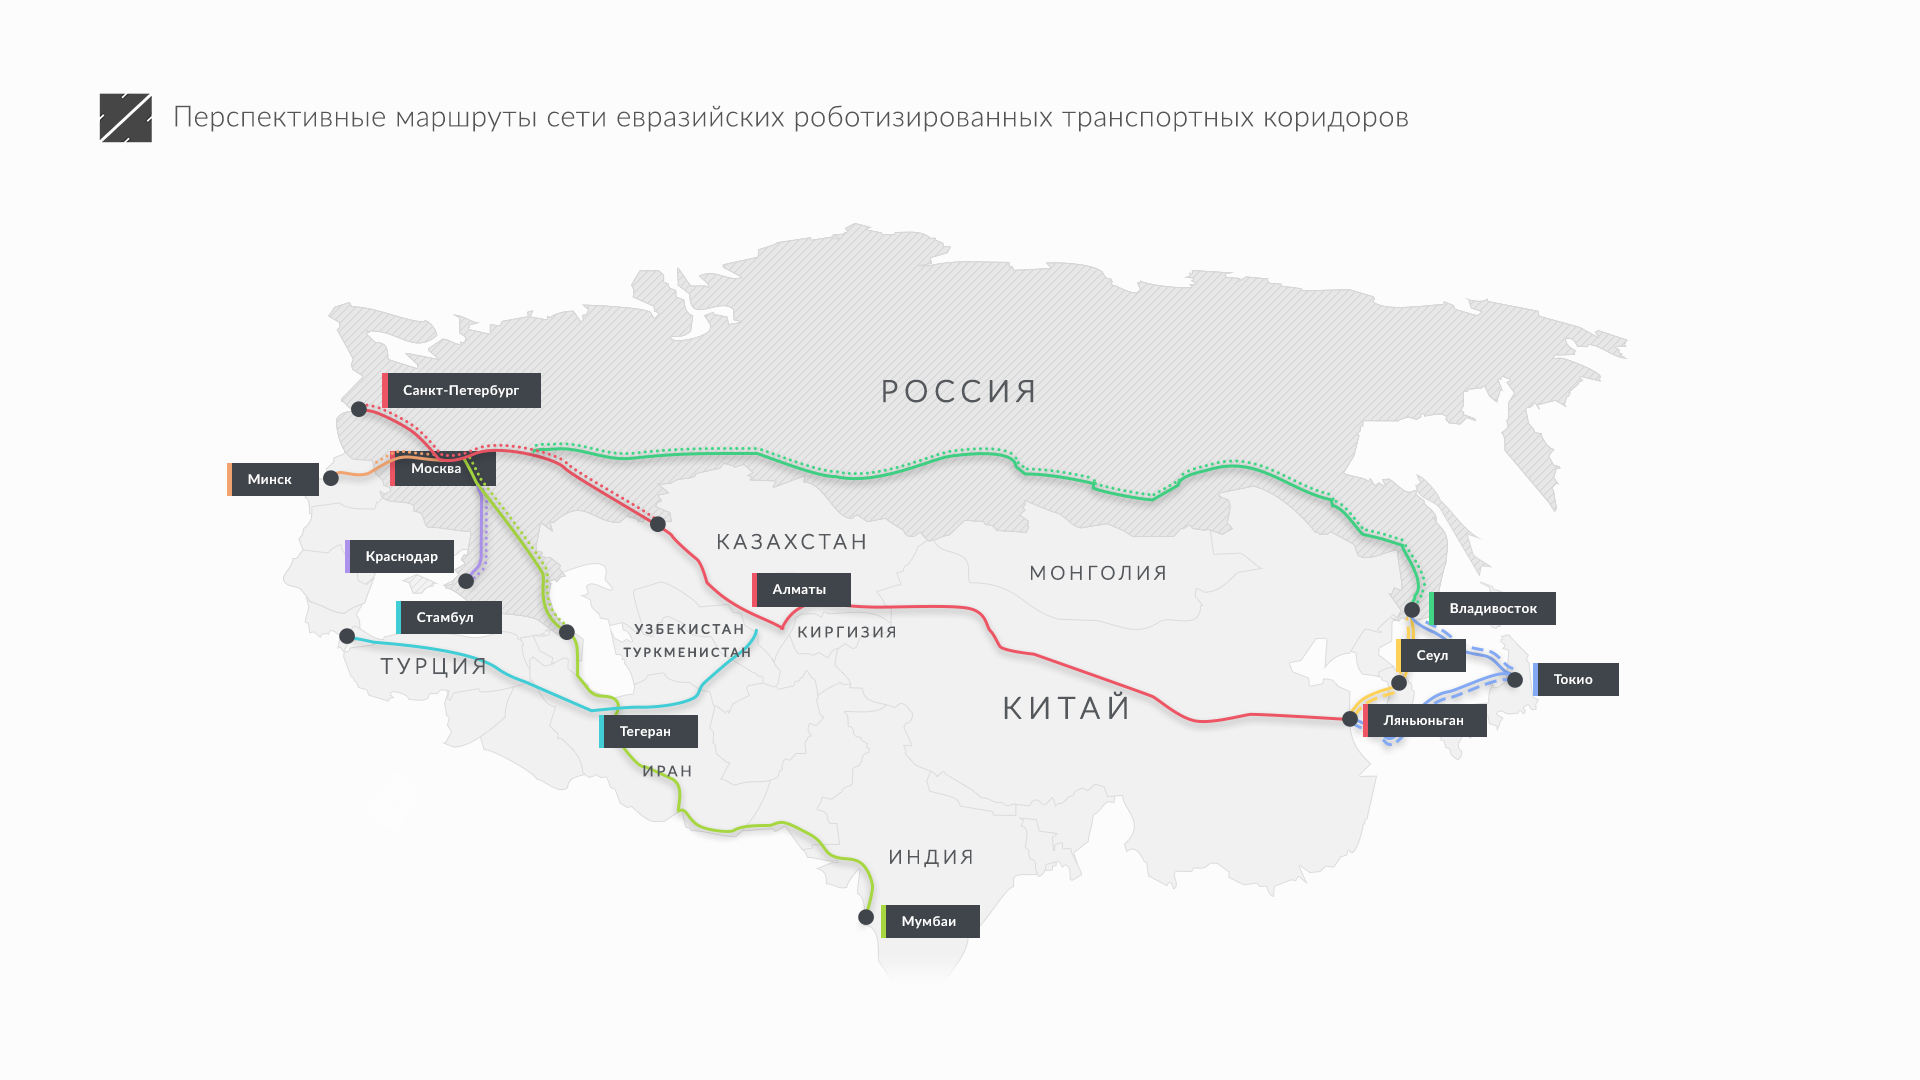 Перспективные маршруты сети евразийских роботизированных транспортных коридоров
РОССИЯ
Санкт-Петербург
Москва
Минск
КАЗАХСТАН
Краснодар
МОНГОЛИЯ
Алматы
Владивосток
Стамбул
УЗБЕКИСТАН
КИРГИЗИЯ
ТУРКМЕНИСТАН
Сеул
ТУРЦИЯ
Токио
КИТАЙ
Ляньюньган
Тегеран
ИРАН
ИНДИЯ
Мумбаи